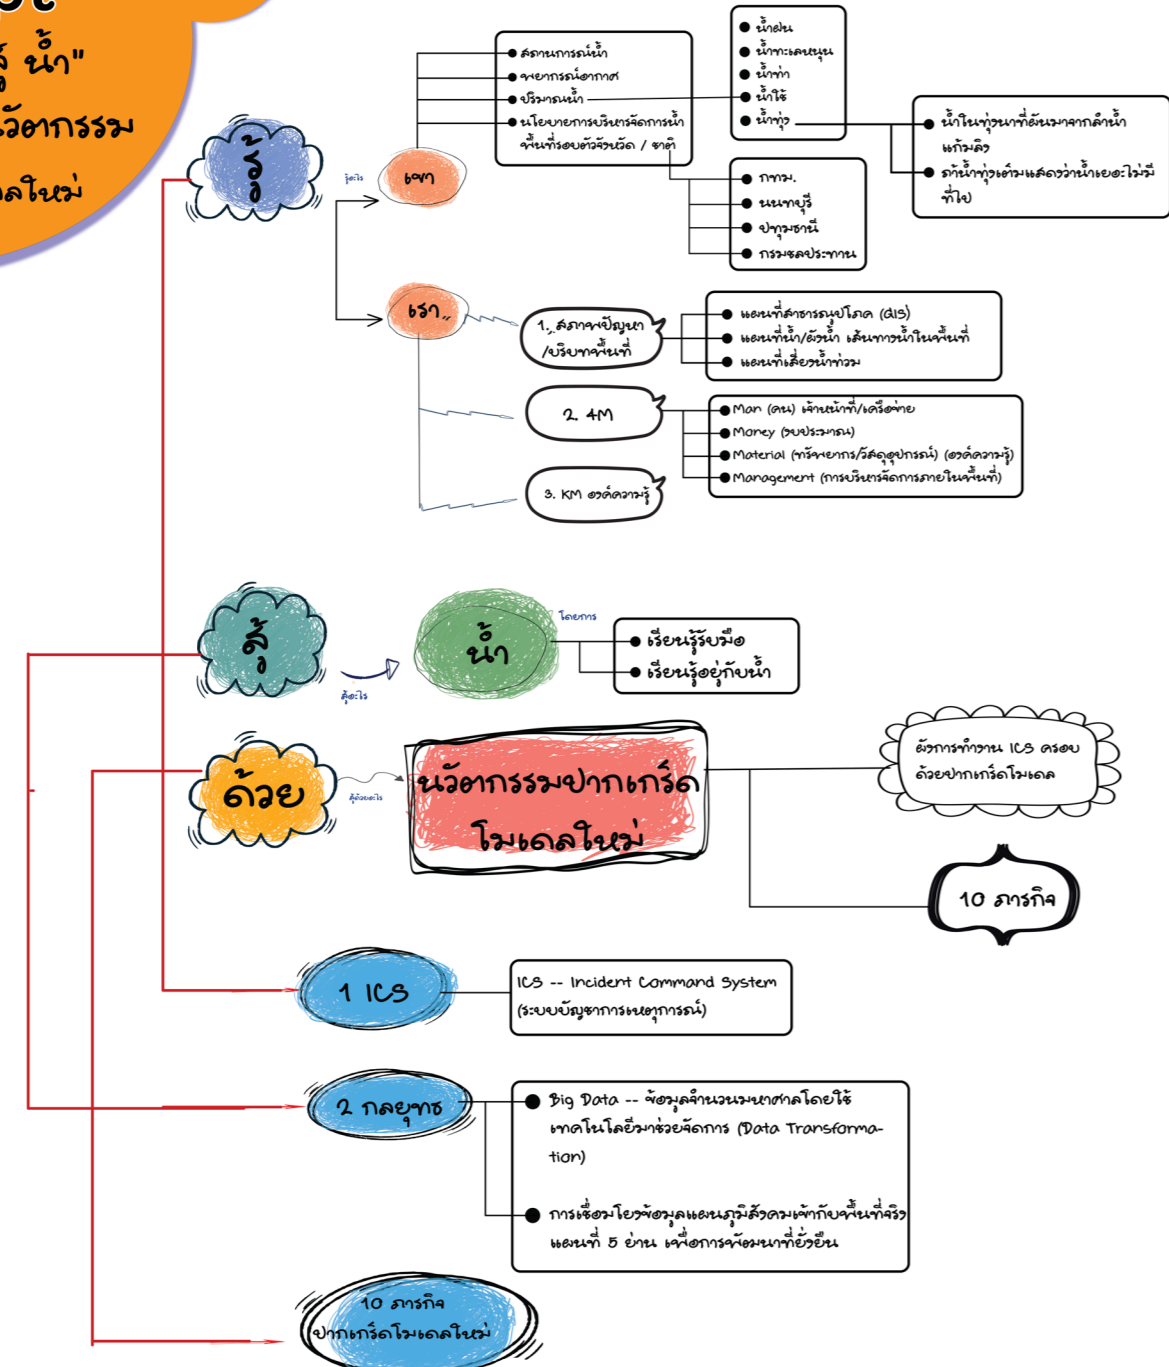 สู้ น้ำ"
นวัตกรรม
โมเดลใหม่
รู้
รู้อะไร
เขา
สถานการณ์น้ำ
พยากรณ์อากาศ
ปริมาณน้ำ
นโยบายการบริหารจัดการน้ำ
พื้นที่รอบตัวจังหวัด / ชาติ
น้ำฝน
น้ำทะเลหนุน
น้ำท่า
น้ำใช้
น้ำทุ่ง
น้ำในทุ่งนาที่ผันมาจากลำน้ำ
แก้มลิง
ถ้าน้ำทุ่งเต็มแสดงว่าน้ำเยอะไม่มี
ที่ไป
กทม.
นนทบุรี
ปทุมธานี
กรมชลประทาน
เรา
1. สภาพปัญหา
/บริบทพื้นที่
แผนที่สาธารณูปโภค (GIS)
แผนที่น้ำ/ผังน้ำ เส้นทางน้ำในพื้นที่
แผนที่เสี่ยงน้ำท่วม
2. 4M
Man (คน) เจ้าหน้าที่/เครือข่าย
Money (งบประมาณ)
Material (ทรัพยากร/วัสดุอุปกรณ์) (องค์ความรู้)
Management (การบริหารจัดการภายในพื้นที่)
3. KM องค์ความรู้
สู้
สู้อะไร
น้ำ
โดยการ
เรียนรู้รับมือ
เรียนรู้อยู่กับน้ำ
ด้วย
สู้ด้วยอะไร
นวัตกรรมปากเกร็ด
โมเดลใหม่
ผังการทำงาน ICS ครอบ
ด้วยปากเกร็ดโมเดล
10 ภารกิจ
1 ICS
ICS -- Incident Command System
(ระบบบัญชาการเหตุการณ์)
2 กลยุทธ
Big Data -- ข้อมูลจำนวนมหาศาลโดยใช้
เทคโนโลยีมาช่วยจัดการ (Data Transforma-
tion)
การเชื่อมโยงข้อมูลแผนภูมิสังคมเข้ากับพื้นที่จริง
แผนที่ 5 ย่าน เพื่อการพัฒนาที่ยั่งยืน
10 ภารกิจ
ปากเกร็ดโมเดลใหม่